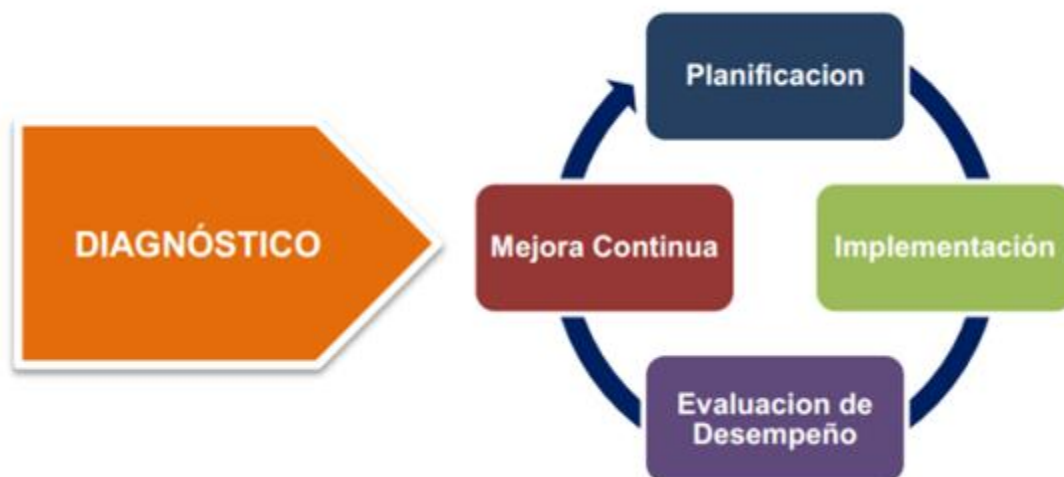 DIAGNÓSTICO
Planificacion
Mejora Continua
Implementación
Evaluacion de
Desempeño